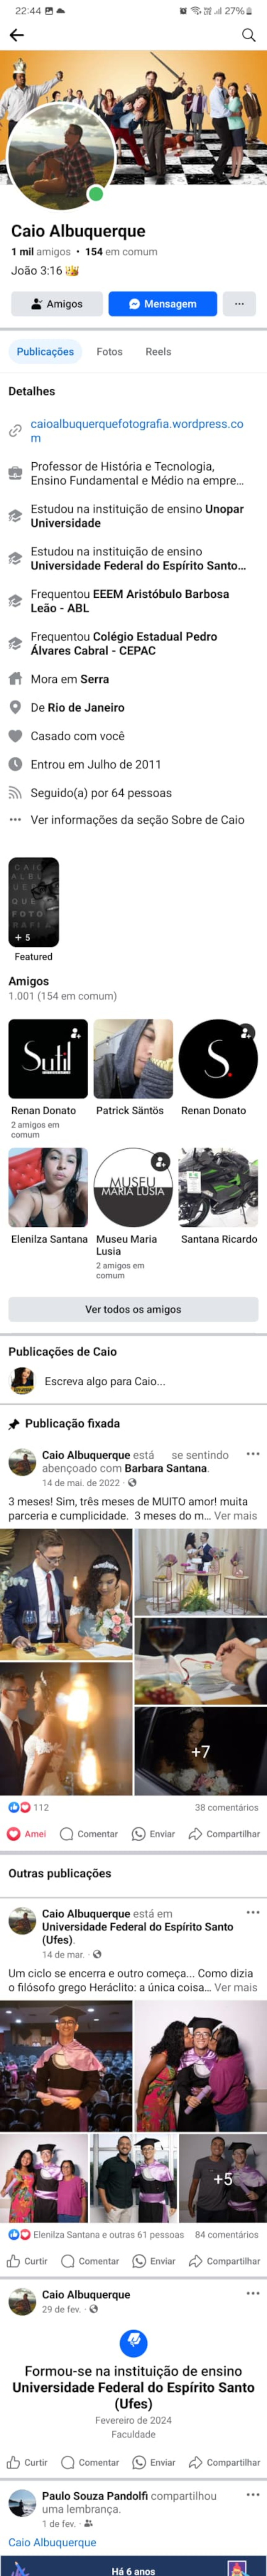 22:44
27%
Caio Albuquerque
1 mil amigos • 154 em comum
João 3:16
Amigos
Mensagem
Publicações
Fotos
Reels
Detalhes
caioalbuquerquefotografia.wordpress.co
m
Professor de História e Tecnologia,
Ensino Fundamental e Médio na empre...
Estudou na instituição de ensino Unopar
Universidade
Estudou na instituição de ensino
Universidade Federal do Espírito Santo...
Frequentou EEEM Aristóbulo Barbosa
Leão - ABL
Frequentou Colégio Estadual Pedro
Álvares Cabral - CEPAC
Mora em Serra
De Rio de Janeiro
Casado com você
Entrou em Julho de 2011
Seguido(a) por 64 pessoas
Ver informações da seção Sobre de Caio
CAIO
ALBU
QUE
FOTO
GRAFIA
+ 5
Featured
Amigos
1.001 (154 em comum)
Sutil
S.
Renan Donato
Patrick Säntös
Renan Donato
2 amigos em
comum
MUSEU
MARIA LUSIA
Elenilza Santana
Museu Maria
Lusia
Santana Ricardo
2 amigos em
comum
Ver todos os amigos
Publicações de Caio
Escreva algo para Caio...
Publicação fixada
Caio Albuquerque está se sentindo
abençoado com Barbara Santana.
14 de mai. de 2022 •
3 meses! Sim, três meses de MUITO amor! muita
parceria e cumplicidade. 3 meses do m... Ver mais
+7
112
38 comentários
Amei
Comentar
Enviar
Compartilhar
Outras publicações
Caio Albuquerque está em
Universidade Federal do Espírito Santo
(Ufes).
14 de mar. •
Um ciclo se encerra e outro começa... Como dizia
o filósofo grego Heráclito: a única coisa... Ver mais
+5
Elenilza Santana e outras 61 pessoas
84 comentários
Curtir
Comentar
Enviar
Compartilhar
Caio Albuquerque
29 de fev. •
Formou-se na instituição de ensino
Universidade Federal do Espírito Santo
(Ufes)
Fevereiro de 2024
Faculdade
Curtir
Comentar
Enviar
Compartilhar
Paulo Souza Pandolfi compartilhou
uma lembrança.
1 de fev. •
Caio Albuquerque
Há 6 anos